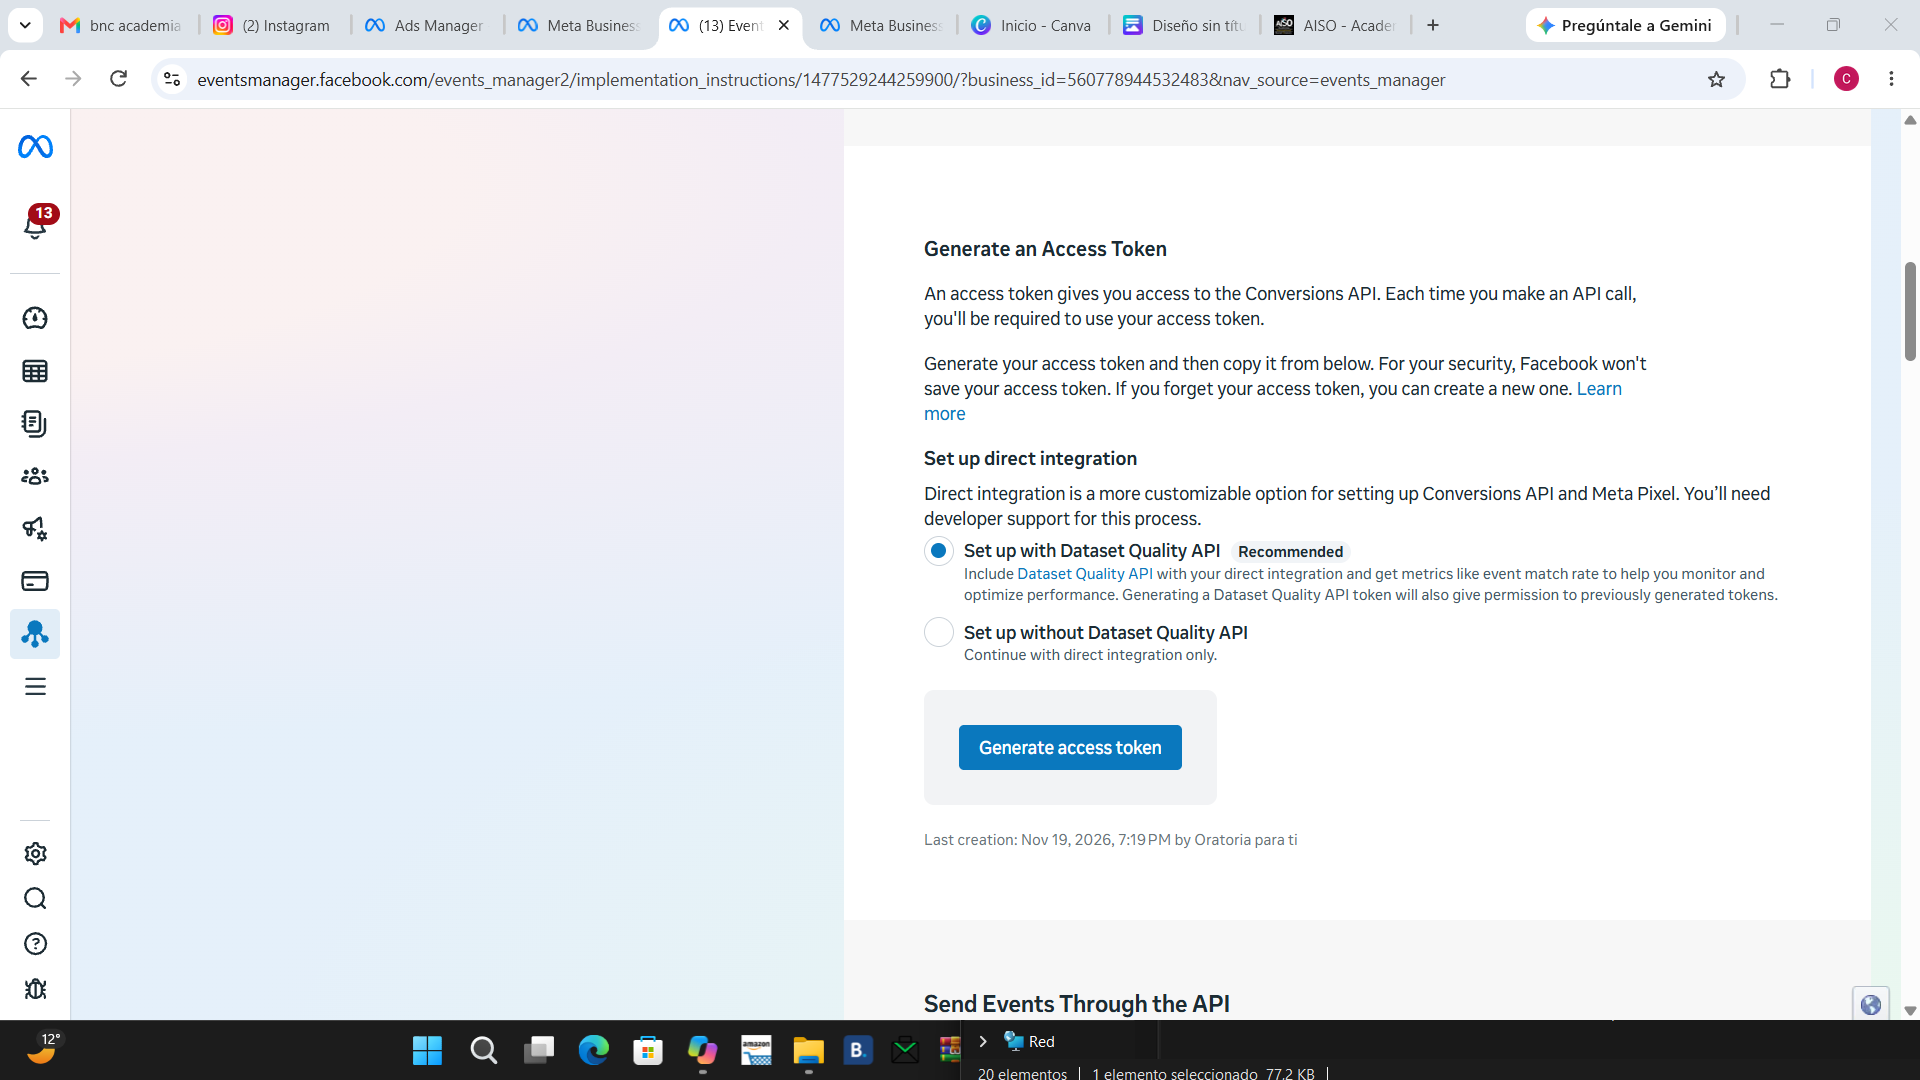 bnc academia
(2) Instagram
Ads Manager
Meta Business
(13) Event
Meta Business
Inicio - Canva
Diseño sin títu
AISO - Acader
Pregúntale a Gemini
eventsmanager.facebook.com/events_manager2/implementation_instructions/1477529244259900/?business_id=560778944532483&nav_source=events_manager
C
13
Generate an Access Token
An access token gives you access to the Conversions API. Each time you make an API call,
you'll be required to use your access token.
Generate your access token and then copy it from below. For your security, Facebook won't
save your access token. If you forget your access token, you can create a new one. Learn
more
Set up direct integration
Direct integration is a more customizable option for setting up Conversions API and Meta Pixel. You’ll need
developer support for this process.
Set up with Dataset Quality API Recommended
Include Dataset Quality API with your direct integration and get metrics like event match rate to help you monitor and
optimize performance. Generating a Dataset Quality API token will also give permission to previously generated tokens.
Set up without Dataset Quality API
Continue with direct integration only.
Generate access token
Last creation: Nov 19, 2026, 7:19 PM by Oratoria para ti
Send Events Through the API
12°
amazon
B.
Red
20 elementos
1 elemento seleccionado 77,2 KB